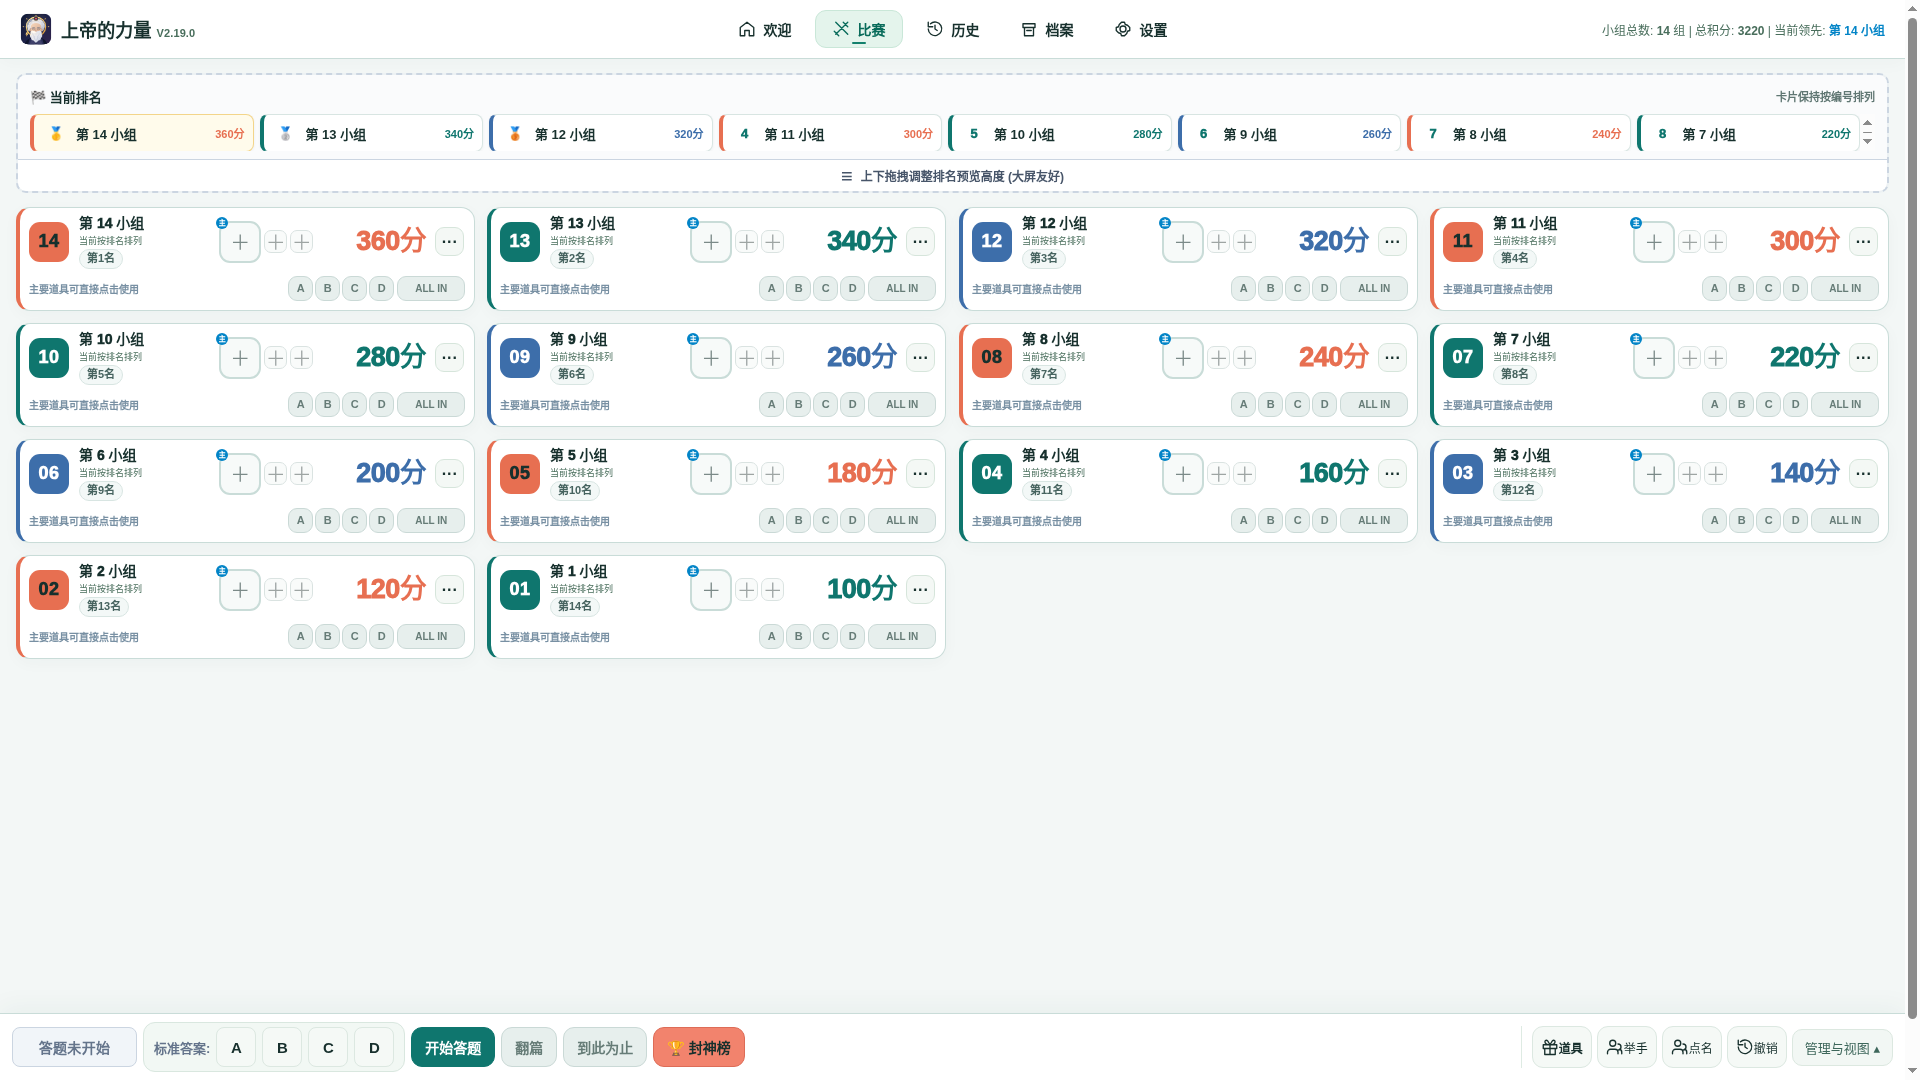 上帝的力量 V2.19.0
欢迎
比赛
历史
档案
设置
小组总数: 14 组 | 总积分: 3220 | 当前领先: 第 14 小组
当前排名
卡片保持按编号排列
第 14 小组 360分
第 13 小组 340分
第 12 小组 320分
4 第 11 小组 300分
5 第 10 小组 280分
6 第 9 小组 260分
7 第 8 小组 240分
8 第 7 小组 220分
上下拖拽调整排名预览高度 (大屏友好)
14
第 14 小组
当前按排名排列
第1名
主
360分
主要道具可直接点击使用
A B C D ALL IN
13
第 13 小组
当前按排名排列
第2名
主
340分
主要道具可直接点击使用
A B C D ALL IN
12
第 12 小组
当前按排名排列
第3名
主
320分
主要道具可直接点击使用
A B C D ALL IN
11
第 11 小组
当前按排名排列
第4名
主
300分
主要道具可直接点击使用
A B C D ALL IN
10
第 10 小组
当前按排名排列
第5名
主
280分
主要道具可直接点击使用
A B C D ALL IN
09
第 9 小组
当前按排名排列
第6名
主
260分
主要道具可直接点击使用
A B C D ALL IN
08
第 8 小组
当前按排名排列
第7名
主
240分
主要道具可直接点击使用
A B C D ALL IN
07
第 7 小组
当前按排名排列
第8名
主
220分
主要道具可直接点击使用
A B C D ALL IN
06
第 6 小组
当前按排名排列
第9名
主
200分
主要道具可直接点击使用
A B C D ALL IN
05
第 5 小组
当前按排名排列
第10名
主
180分
主要道具可直接点击使用
A B C D ALL IN
04
第 4 小组
当前按排名排列
第11名
主
160分
主要道具可直接点击使用
A B C D ALL IN
03
第 3 小组
当前按排名排列
第12名
主
140分
主要道具可直接点击使用
A B C D ALL IN
02
第 2 小组
当前按排名排列
第13名
主
120分
主要道具可直接点击使用
A B C D ALL IN
01
第 1 小组
当前按排名排列
第14名
主
100分
主要道具可直接点击使用
A B C D ALL IN
答题未开始
标准答案: A B C D
开始答题
翻篇
到此为止
封神榜
道具
举手
点名
撤销
管理与视图 ▴